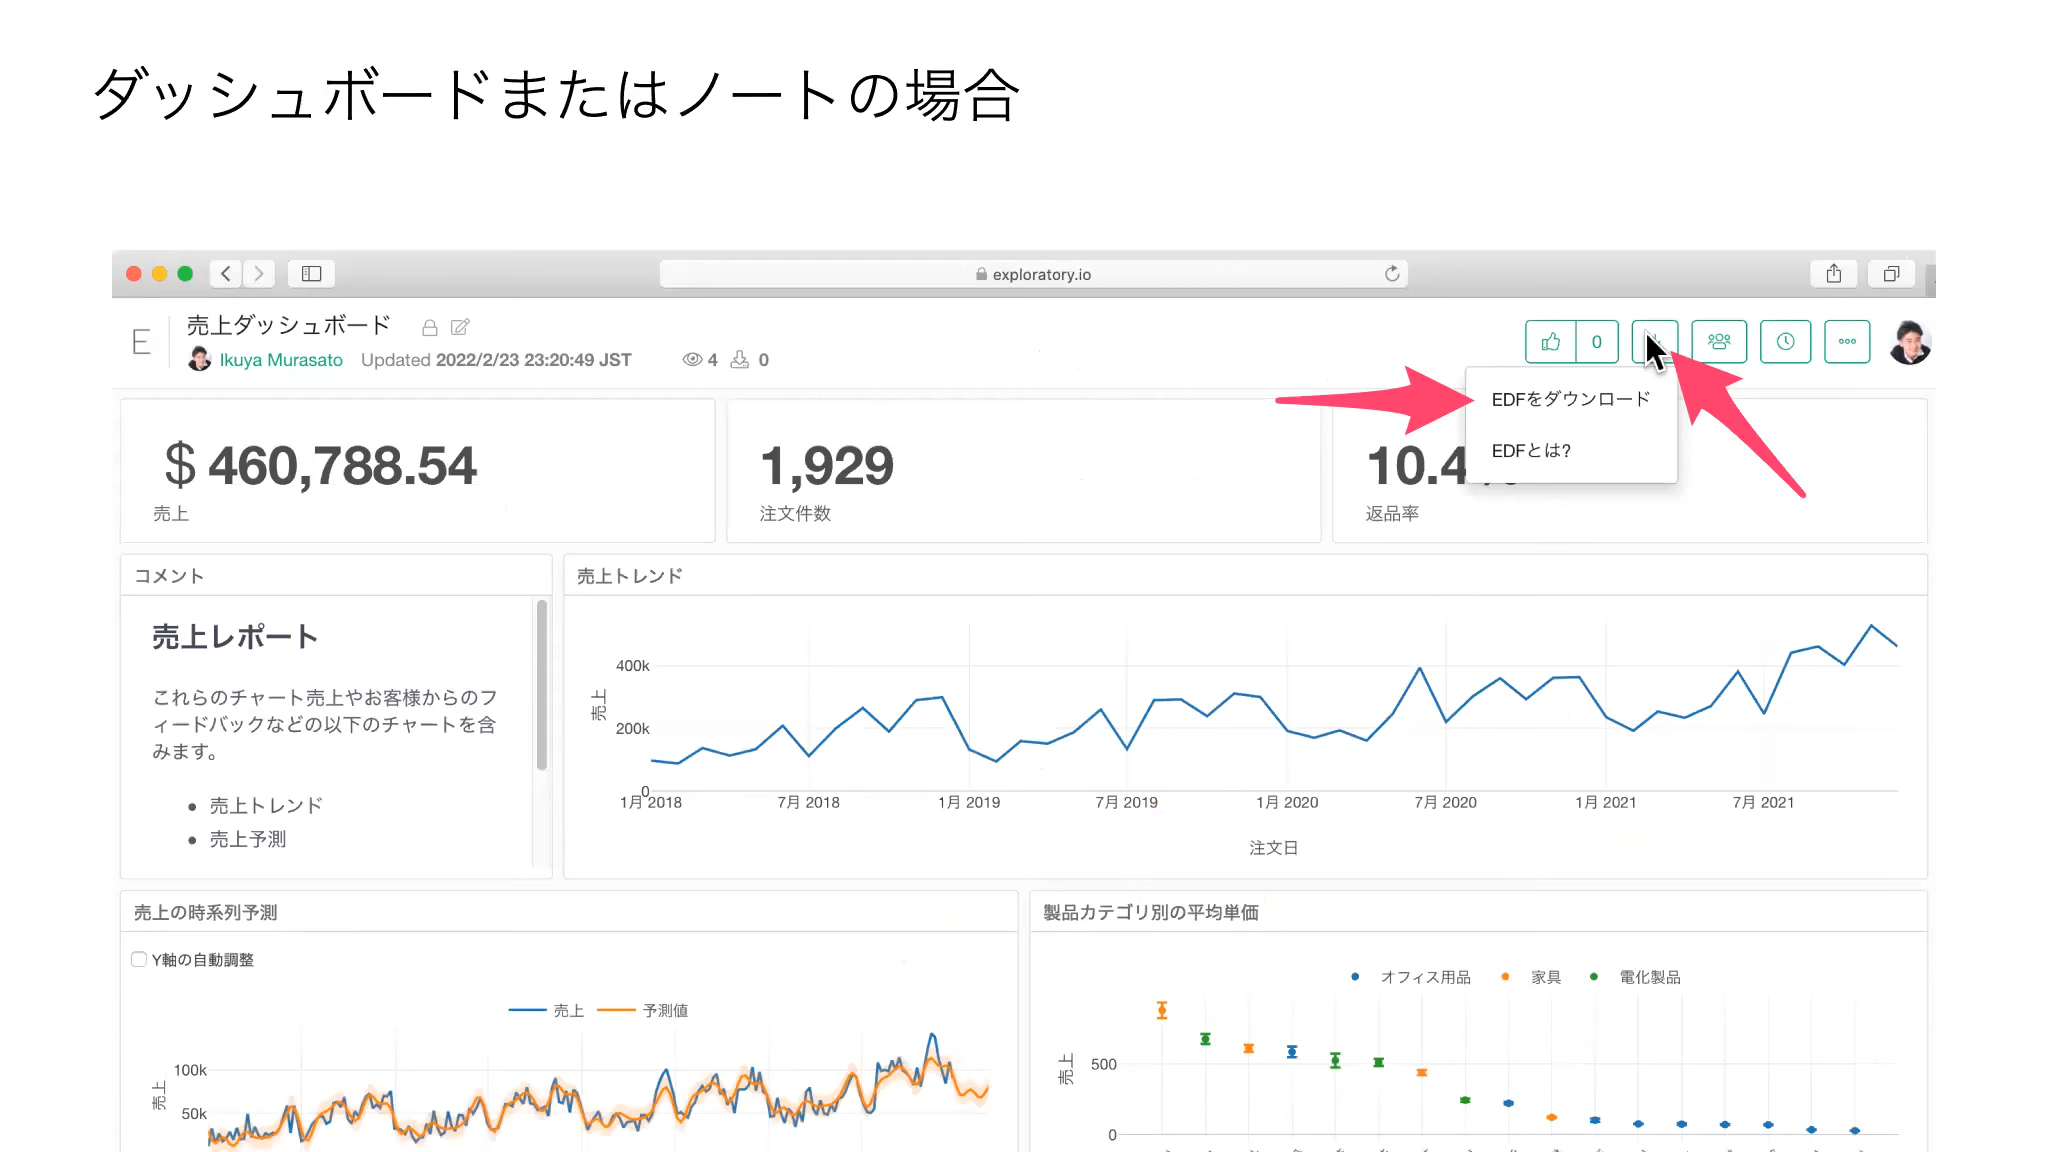 ダッシュボードまたはノートの場合
exploratory.io
E
売上ダッシュボード
Ikuya Murasato Updated 2022/2/23 23:20:49 JST 4 0
0
EDFをダウンロード
EDFとは?
$ 460,788.54
売上
1,929
注文件数
10.4
返品率
コメント
売上レポート
これらのチャート売上やお客様からのフ
ィードバックなどの以下のチャートを含
みます。
• 売上トレンド
• 売上予測
売上トレンド
売上
400k
200k
0
1月 2018 7月 2018 1月 2019 7月 2019 1月 2020 7月 2020 1月 2021 7月 2021
注文日
売上の時系列予測
Y軸の自動調整
売上 予測値
売上
100k
50k
製品カテゴリ別の平均単価
オフィス用品 家具 電化製品
売上
500
0